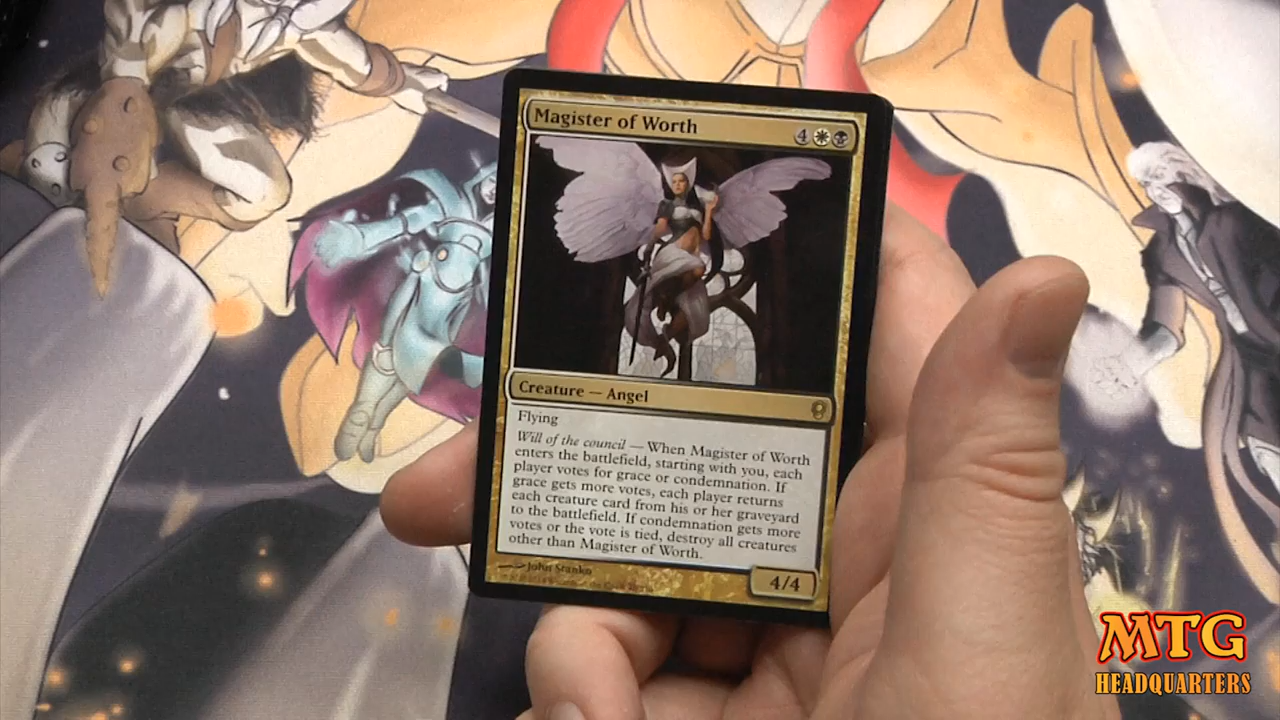 Magister of Worth
4
Creature — Angel
Flying
Will of the council — When Magister of Worth
enters the battlefield, starting with you, each
player votes for grace or condemnation. If
grace gets more votes, each player returns
each creature card from his or her graveyard
to the battlefield. If condemnation gets more
votes or the vote is tied, destroy all creatures
other than Magister of Worth.
John Stanko
4/4
MTG
HEADQUARTERS